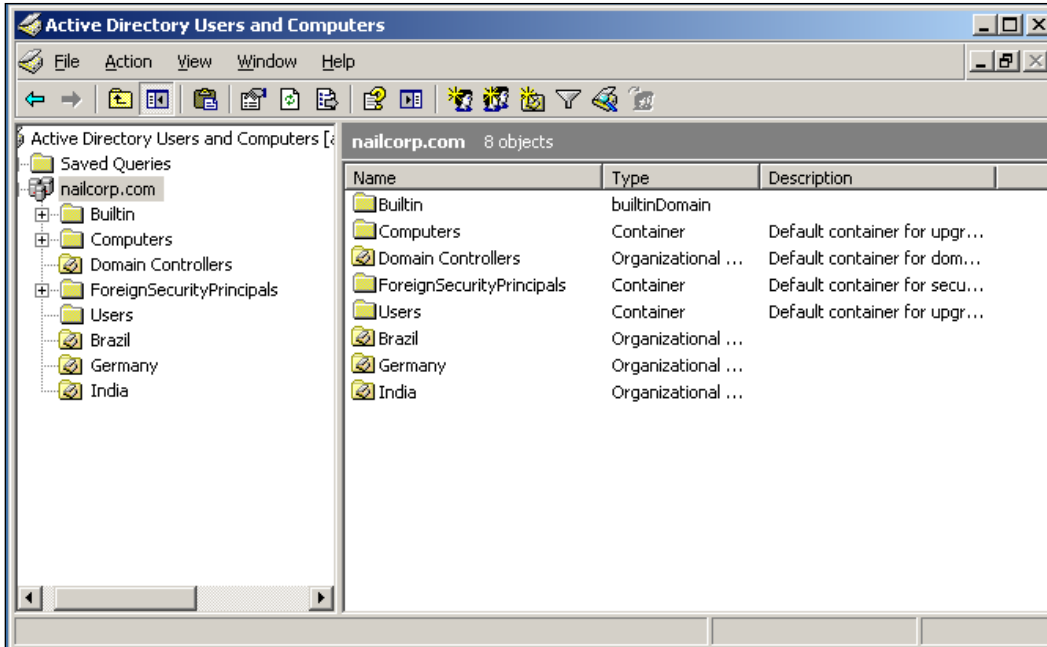 Active Directory Users and Computers
File Action View Window Help
Active Directory Users and Computers [a
Saved Queries
nailcorp.com
Builtin
Computers
Domain Controllers
ForeignSecurityPrincipals
Users
Brazil
Germany
India
nailcorp.com 8 objects
Name Type Description
Builtin builtinDomain
Computers Container Default container for upgr...
Domain Controllers Organizational ... Default container for dom...
ForeignSecurityPrincipals Container Default container for secu...
Users Container Default container for upgr...
Brazil Organizational ...
Germany Organizational ...
India Organizational ...